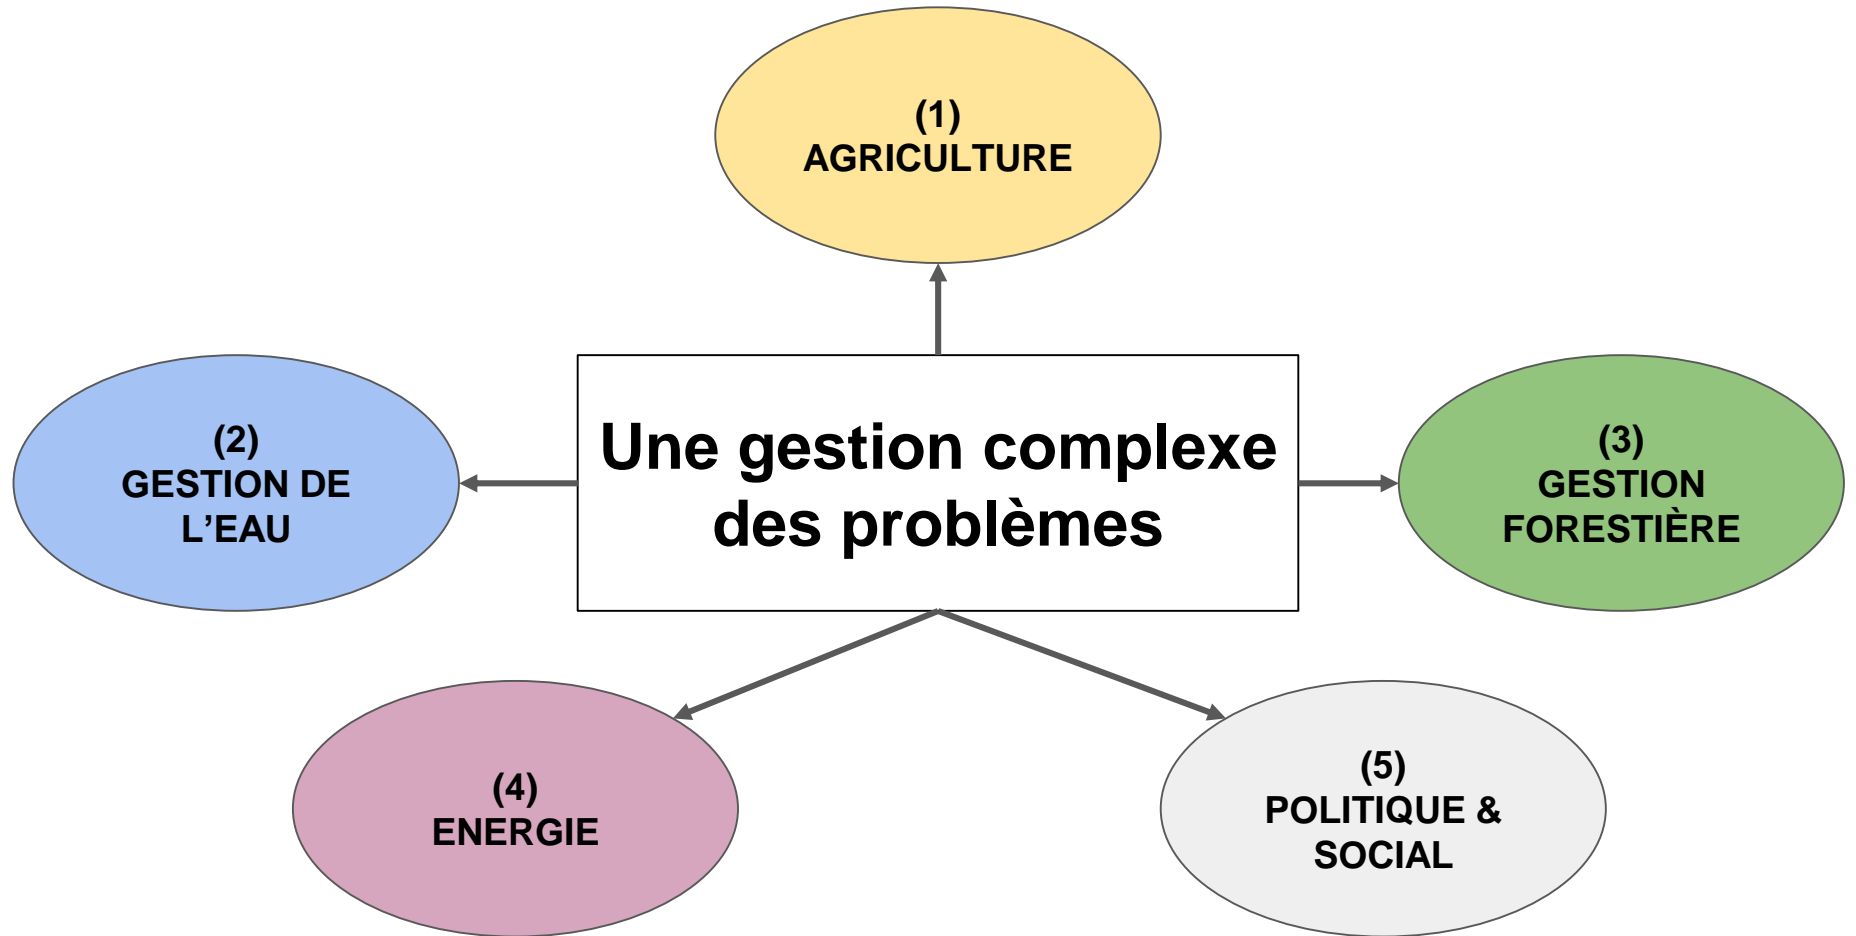 (1)
AGRICULTURE
Une gestion complexe
des problèmes
(2)
GESTION DE
L’EAU
(3)
GESTION
FORESTIÈRE
(4)
ENERGIE
(5)
POLITIQUE &
SOCIAL